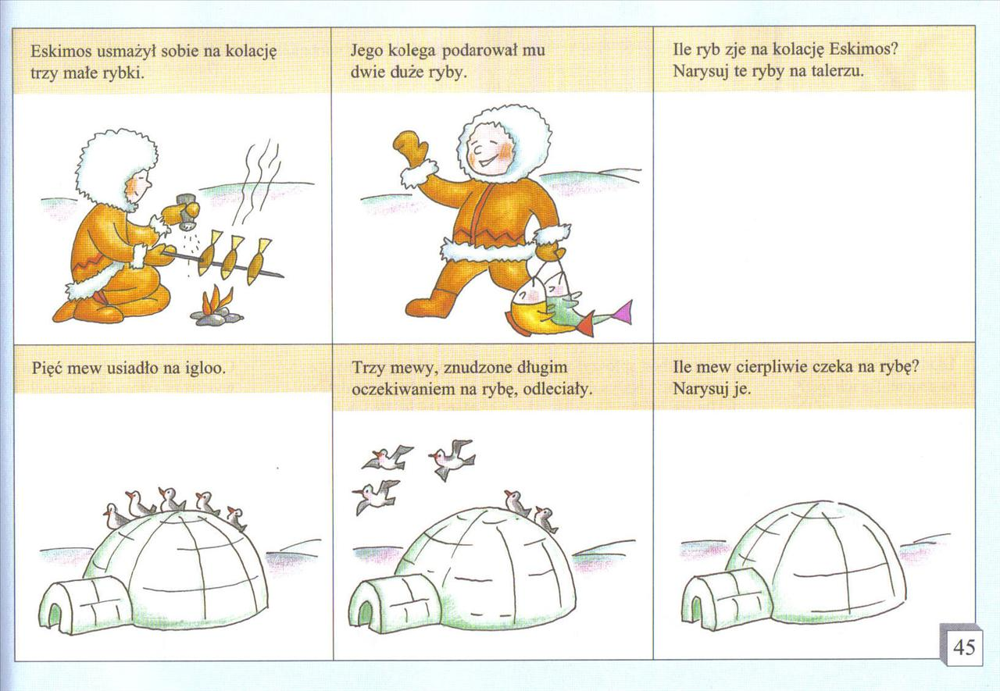 Eskimos usmażył sobie na kolację
trzy małe rybki.
Jego kolega podarował mu
dwie duże ryby.
Ile ryb zje na kolację Eskimos?
Narysuj te ryby na talerzu.
Pięć mew usiadło na igloo.
Trzy mewy, znudzone długim
oczekiwaniem na rybę, odleciały.
Ile mew cierpliwie czeka na rybę?
Narysuj je.
45